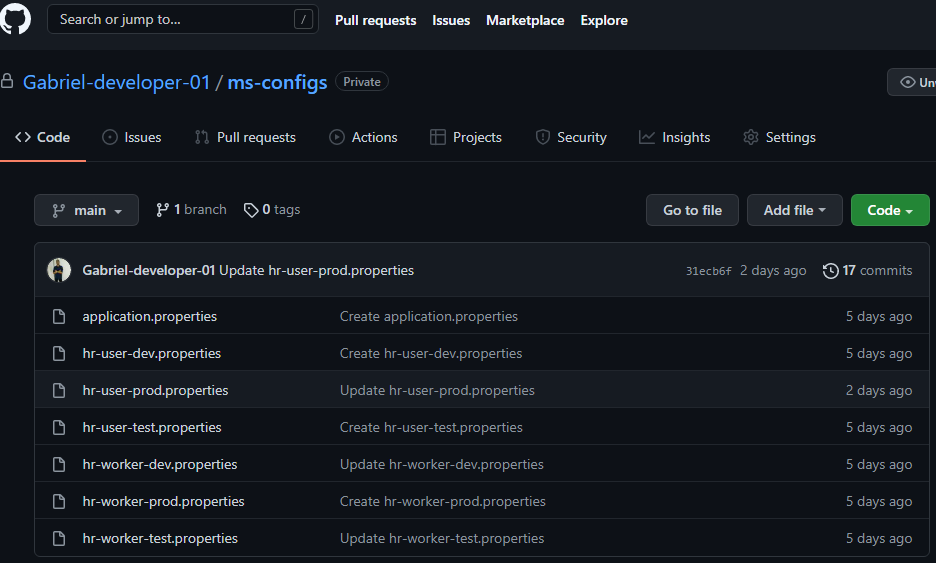 Search or jump to... /
Pull requests Issues Marketplace Explore
Gabriel-developer-01 / ms-configs Private
Code Issues Pull requests Actions Projects Security Insights Settings
main 1 branch 0 tags Go to file Add file Code
Gabriel-developer-01 Update hr-user-prod.properties 31ecb6f 2 days ago 17 commits
application.properties Create application.properties 5 days ago
hr-user-dev.properties Create hr-user-dev.properties 5 days ago
hr-user-prod.properties Update hr-user-prod.properties 2 days ago
hr-user-test.properties Create hr-user-test.properties 5 days ago
hr-worker-dev.properties Update hr-worker-dev.properties 5 days ago
hr-worker-prod.properties Create hr-worker-prod.properties 5 days ago
hr-worker-test.properties Update hr-worker-test.properties 5 days ago